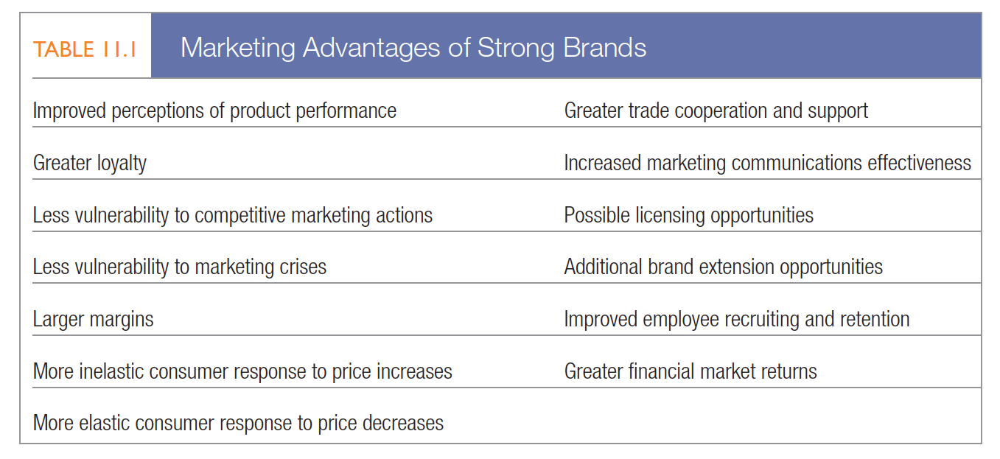 TABLE 11.1
Marketing Advantages of Strong Brands
Improved perceptions of product performance
Greater trade cooperation and support
Greater loyalty
Increased marketing communications effectiveness
Less vulnerability to competitive marketing actions
Possible licensing opportunities
Less vulnerability to marketing crises
Additional brand extension opportunities
Larger margins
Improved employee recruiting and retention
More inelastic consumer response to price increases
Greater financial market returns
More elastic consumer response to price decreases